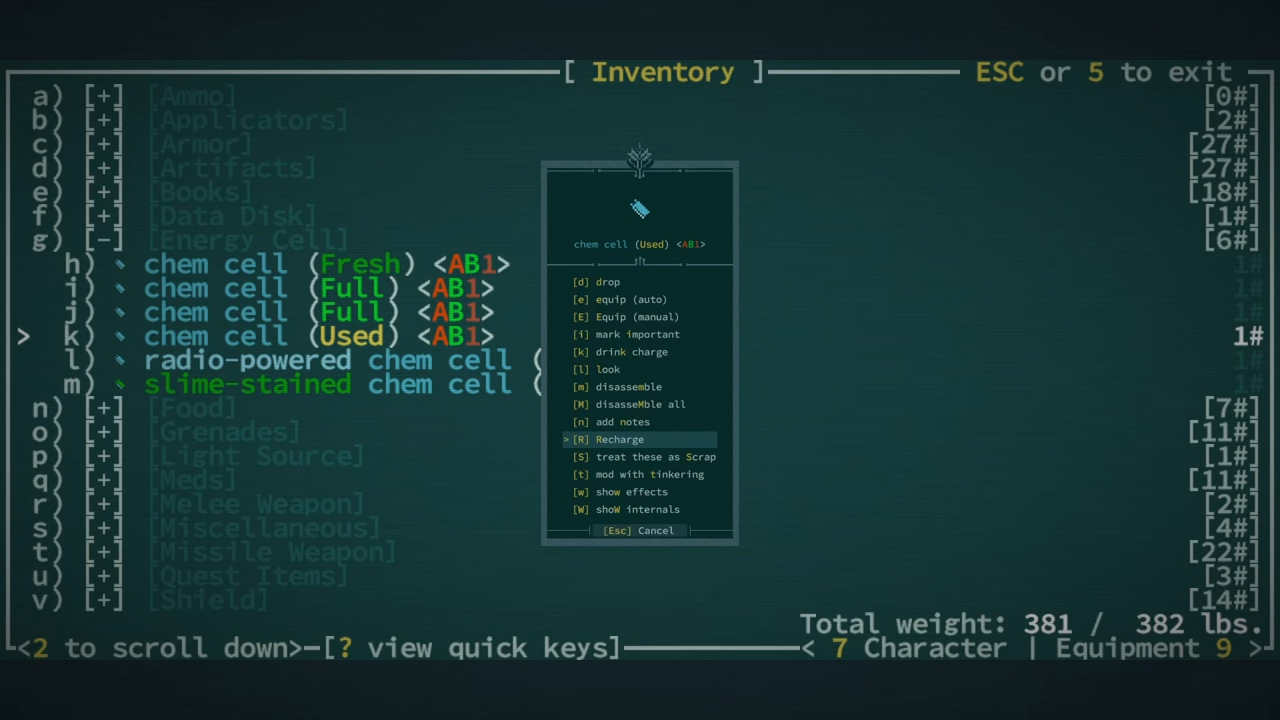 [ Inventory ] ESC or 5 to exit
a) [+] [Ammo] [0#]
b) [+] [Applicators] [2#]
c) [+] [Armor] [27#]
d) [+] [Artifacts] [27#]
e) [+] [Books] [18#]
f) [+] [Data Disk] [1#]
g) [-] [Energy Cell] [6#]
h) chem cell (Fresh) <AB1> 1#
i) chem cell (Full) <AB1> 1#
j) chem cell (Full) <AB1> 1#
> k) chem cell (Used) <AB1> 1#
l) radio-powered chem cell ( 1#
m) slime-stained chem cell ( 1#
n) [+] [Food] [7#]
o) [+] [Grenades] [11#]
p) [+] [Light Source] [1#]
q) [+] [Meds] [11#]
r) [+] [Melee Weapon] [2#]
s) [+] [Miscellaneous] [4#]
t) [+] [Missile Weapon] [22#]
u) [+] [Quest Items] [3#]
v) [+] [Shield] [14#]
Total weight: 381 / 382 lbs.
<2 to scroll down> [? view quick keys] < 7 Character | Equipment 9 >
chem cell (Used) <AB1>
[d] drop
[e] equip (auto)
[E] Equip (manual)
[i] mark important
[k] drink charge
[l] look
[m] disassemble
[M] disasseMble all
[n] add notes
> [R] Recharge
[S] treat these as Scrap
[t] mod with tinkering
[w] show effects
[W] shoW internals
[Esc] Cancel